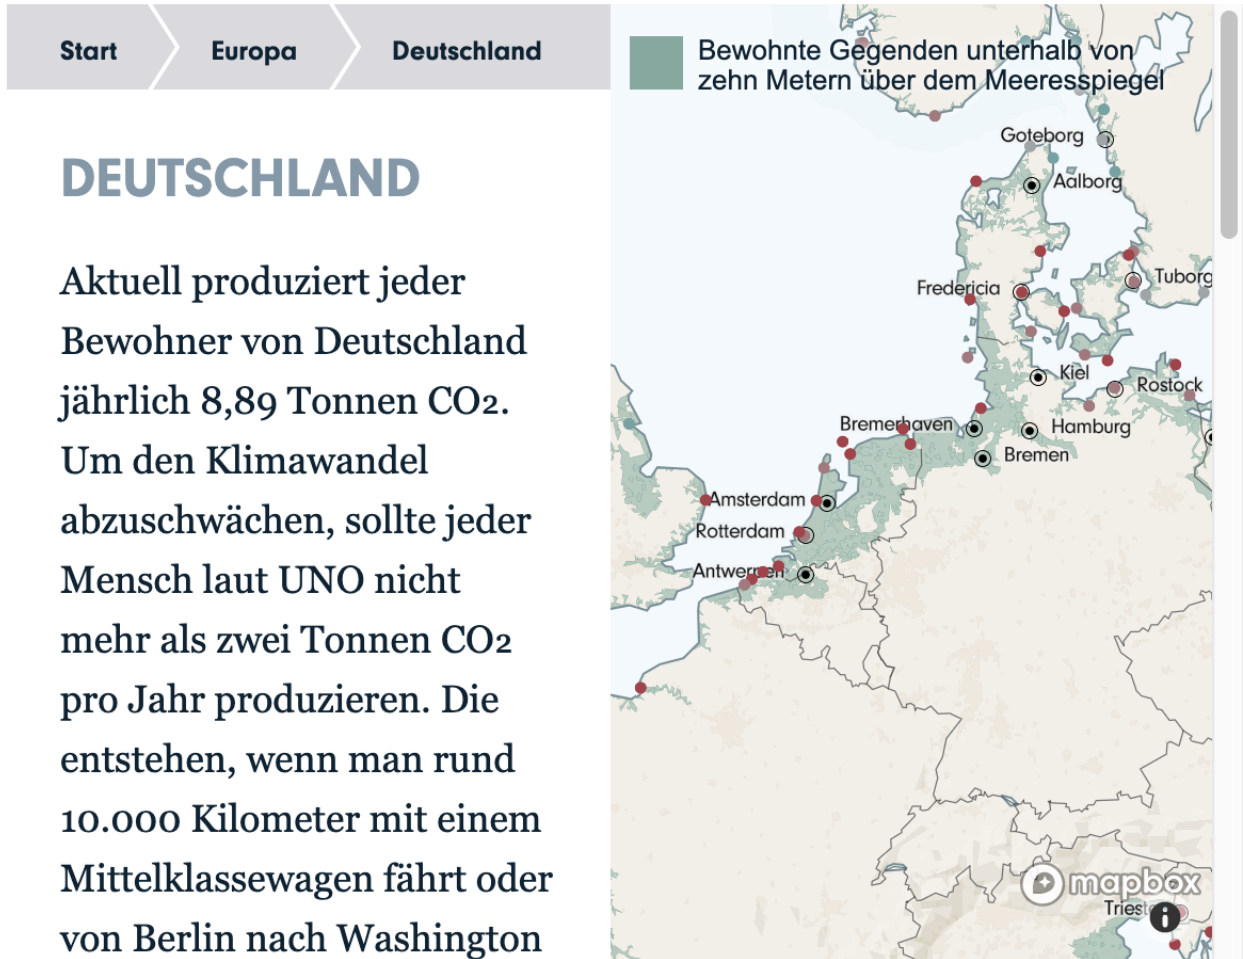 Start
Europa
Deutschland
DEUTSCHLAND
Aktuell produziert jeder
Bewohner von Deutschland
jährlich 8,89 Tonnen CO2.
Um den Klimawandel
abzuschwächen, sollte jeder
Mensch laut UNO nicht
mehr als zwei Tonnen CO2
pro Jahr produzieren. Die
entstehen, wenn man rund
10.000 Kilometer mit einem
Mittelklassewagen fährt oder
von Berlin nach Washington
Bewohnte Gegenden unterhalb von
zehn Metern über dem Meeresspiegel
Goteborg
Aalborg
Tuborg
Fredericia
Kiel
Rostock
Bremerhaven
Hamburg
Bremen
Amsterdam
Rotterdam
Antwerpen
mapbox
Triest